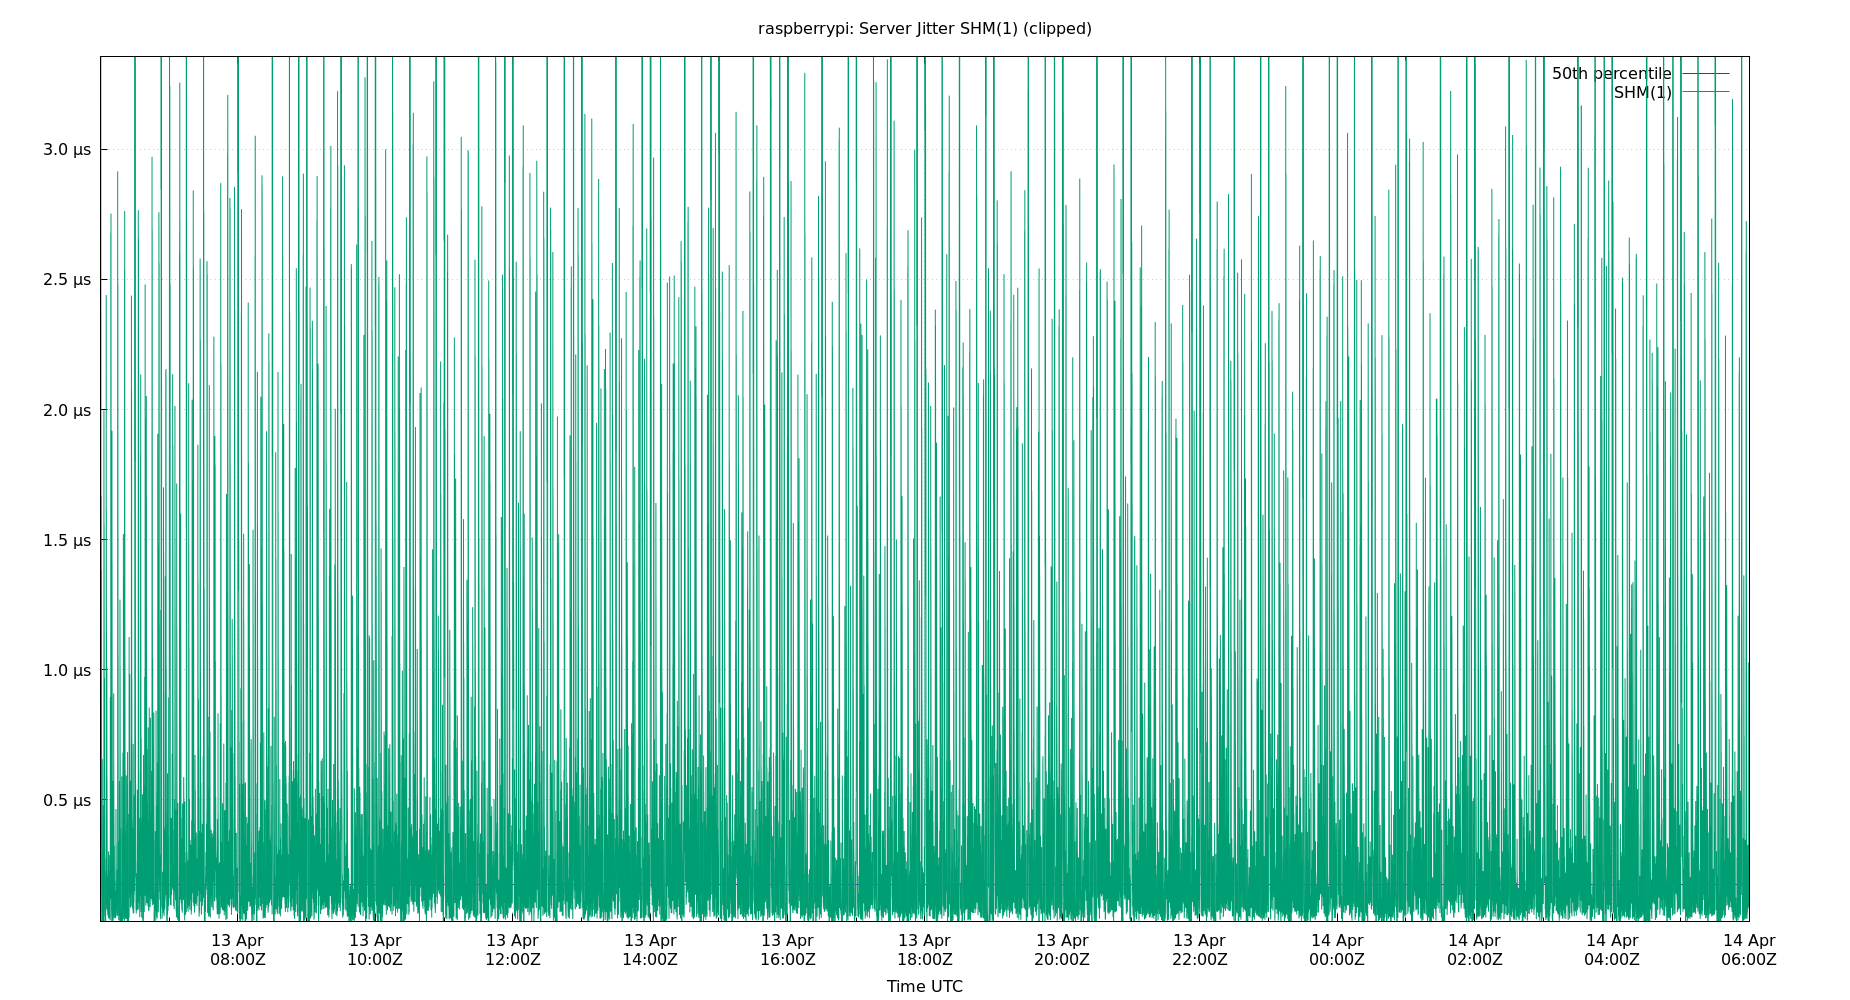 raspberrypi: Server Jitter SHM(1) (clipped)
50th percentile
SHM(1)
3.0 µs
2.5 µs
2.0 µs
1.5 µs
1.0 µs
0.5 µs
13 Apr 13 Apr 13 Apr 13 Apr 13 Apr 13 Apr 13 Apr 13 Apr 14 Apr 14 Apr 14 Apr 14 Apr
08:00Z 10:00Z 12:00Z 14:00Z 16:00Z 18:00Z 20:00Z 22:00Z 00:00Z 02:00Z 04:00Z 06:00Z
Time UTC